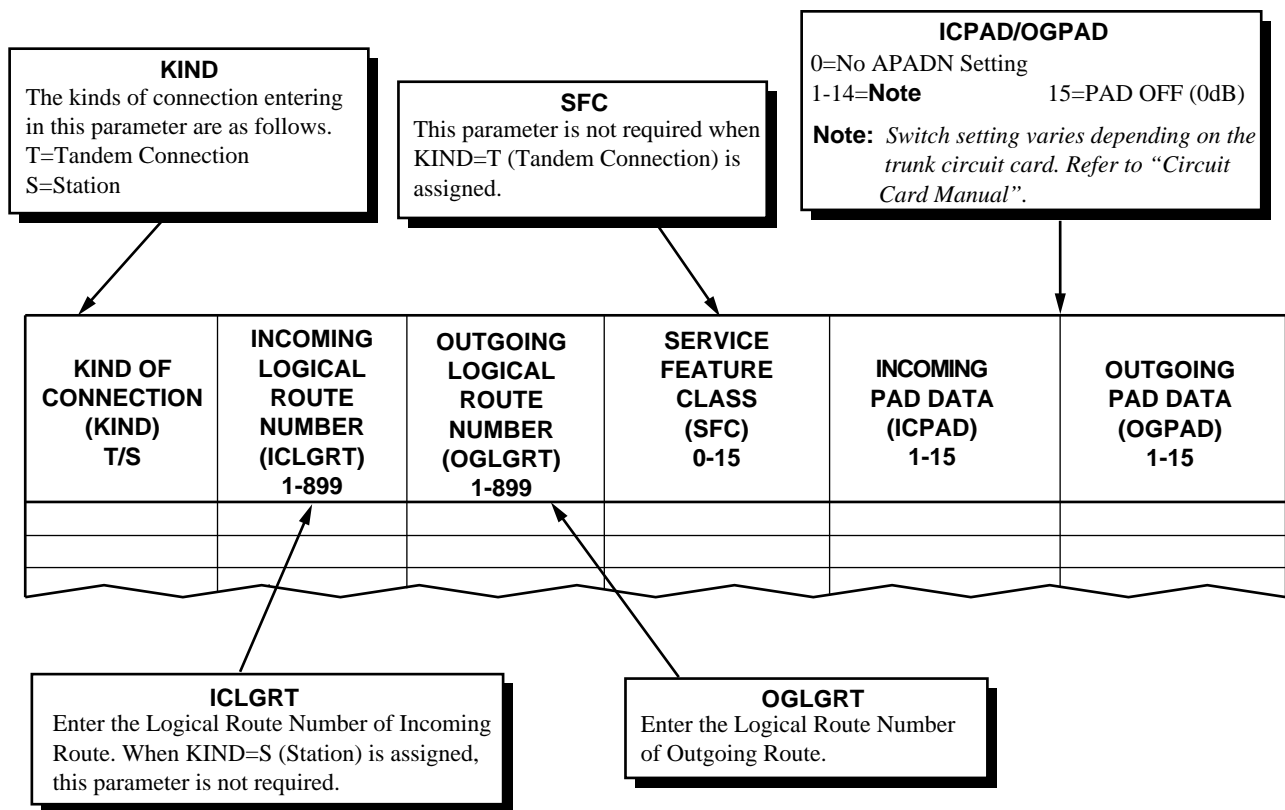 KIND
The kinds of connection entering
in this parameter are as follows.
T=Tandem Connection
S=Station
SFC
This parameter is not required when
KIND=T (Tandem Connection) is
assigned.
ICPAD/OGPAD
0=No APADN Setting
1-14=Note 15=PAD OFF (0dB)
Note: Switch setting varies depending on the
trunk circuit card. Refer to “Circuit
Card Manual”.
KIND OF
CONNECTION
(KIND)
T/S
INCOMING
LOGICAL
ROUTE
NUMBER
(ICLGRT)
1-899
OUTGOING
LOGICAL
ROUTE
NUMBER
(OGLGRT)
1-899
SERVICE
FEATURE
CLASS
(SFC)
0-15
INCOMING
PAD DATA
(ICPAD)
1-15
OUTGOING
PAD DATA
(OGPAD)
1-15
ICLGRT
Enter the Logical Route Number of Incoming
Route. When KIND=S (Station) is assigned,
this parameter is not required.
OGLGRT
Enter the Logical Route Number
of Outgoing Route.